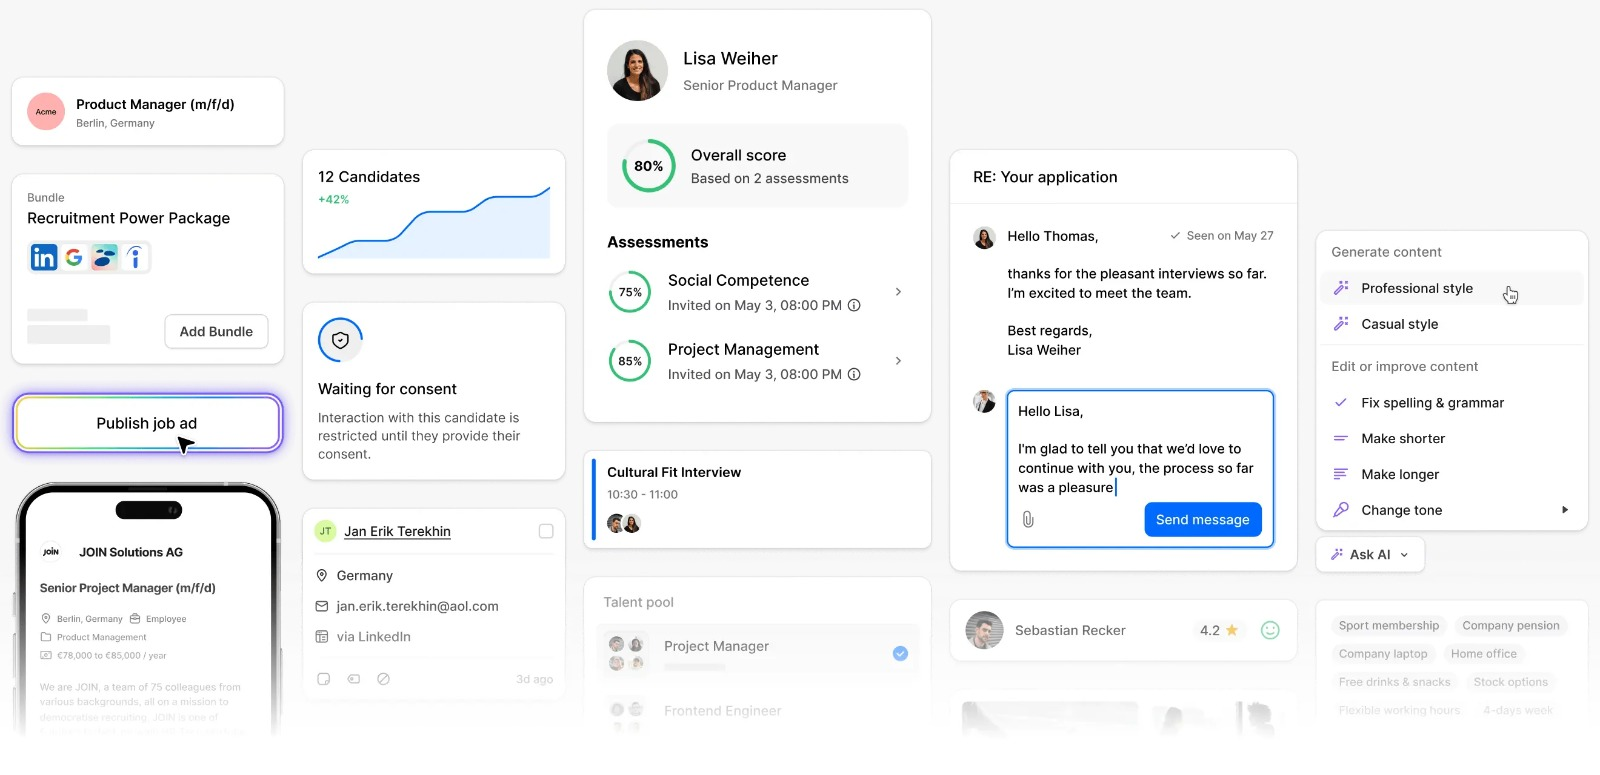 Acme
Product Manager (m/f/d)
Berlin, Germany
Bundle
Recruitment Power Package
in
G
Add Bundle
Publish job ad
JOIN
JOIN Solutions AG
Senior Project Manager (m/f/d)
Berlin, Germany
Employee
Product Management
€78,000 to €85,000 / year
We are JOIN, a team of 75 colleagues from
various backgrounds, all on a mission to
democratise recruiting. JOIN is one of
12 Candidates
+42%
Waiting for consent
Interaction with this candidate is
restricted until they provide their
consent.
JT
Jan Erik Terekhin
Germany
jan.erik.terekhin@aol.com
via LinkedIn
3d ago
Lisa Weiher
Senior Product Manager
80%
Overall score
Based on 2 assessments
Assessments
75%
Social Competence
Invited on May 3, 08:00 PM
85%
Project Management
Invited on May 3, 08:00 PM
Cultural Fit Interview
10:30 - 11:00
Talent pool
Project Manager
Frontend Engineer
RE: Your application
Hello Thomas,
Seen on May 27
thanks for the pleasant interviews so far.
I'm excited to meet the team.
Best regards,
Lisa Weiher
Hello Lisa,
I'm glad to tell you that we'd love to
continue with you, the process so far
was a pleasure
Send message
Sebastian Recker
4.2
Generate content
Professional style
Casual style
Edit or improve content
Fix spelling & grammar
Make shorter
Make longer
Change tone
Ask AI
Sport membership
Company pension
Company laptop
Home office
Free drinks & snacks
Stock options
Flexible working hours
4-days week